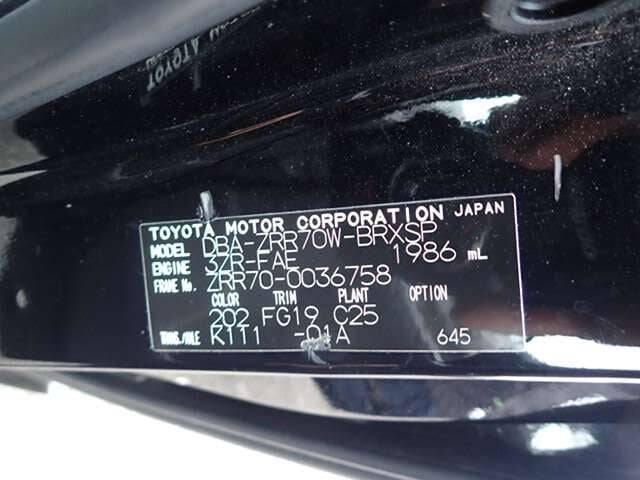 TOYOTA MOTOR CORPORATION JAPAN
MODEL DBA-ZRR70W-BRXSP
ENGINE 3ZR-FAE 1986 mL
FRAME No. ZRR70-0036758
COLOR TRIM PLANT OPTION
202 FG19 C25
TRANS./AXLE K111 -01A 645